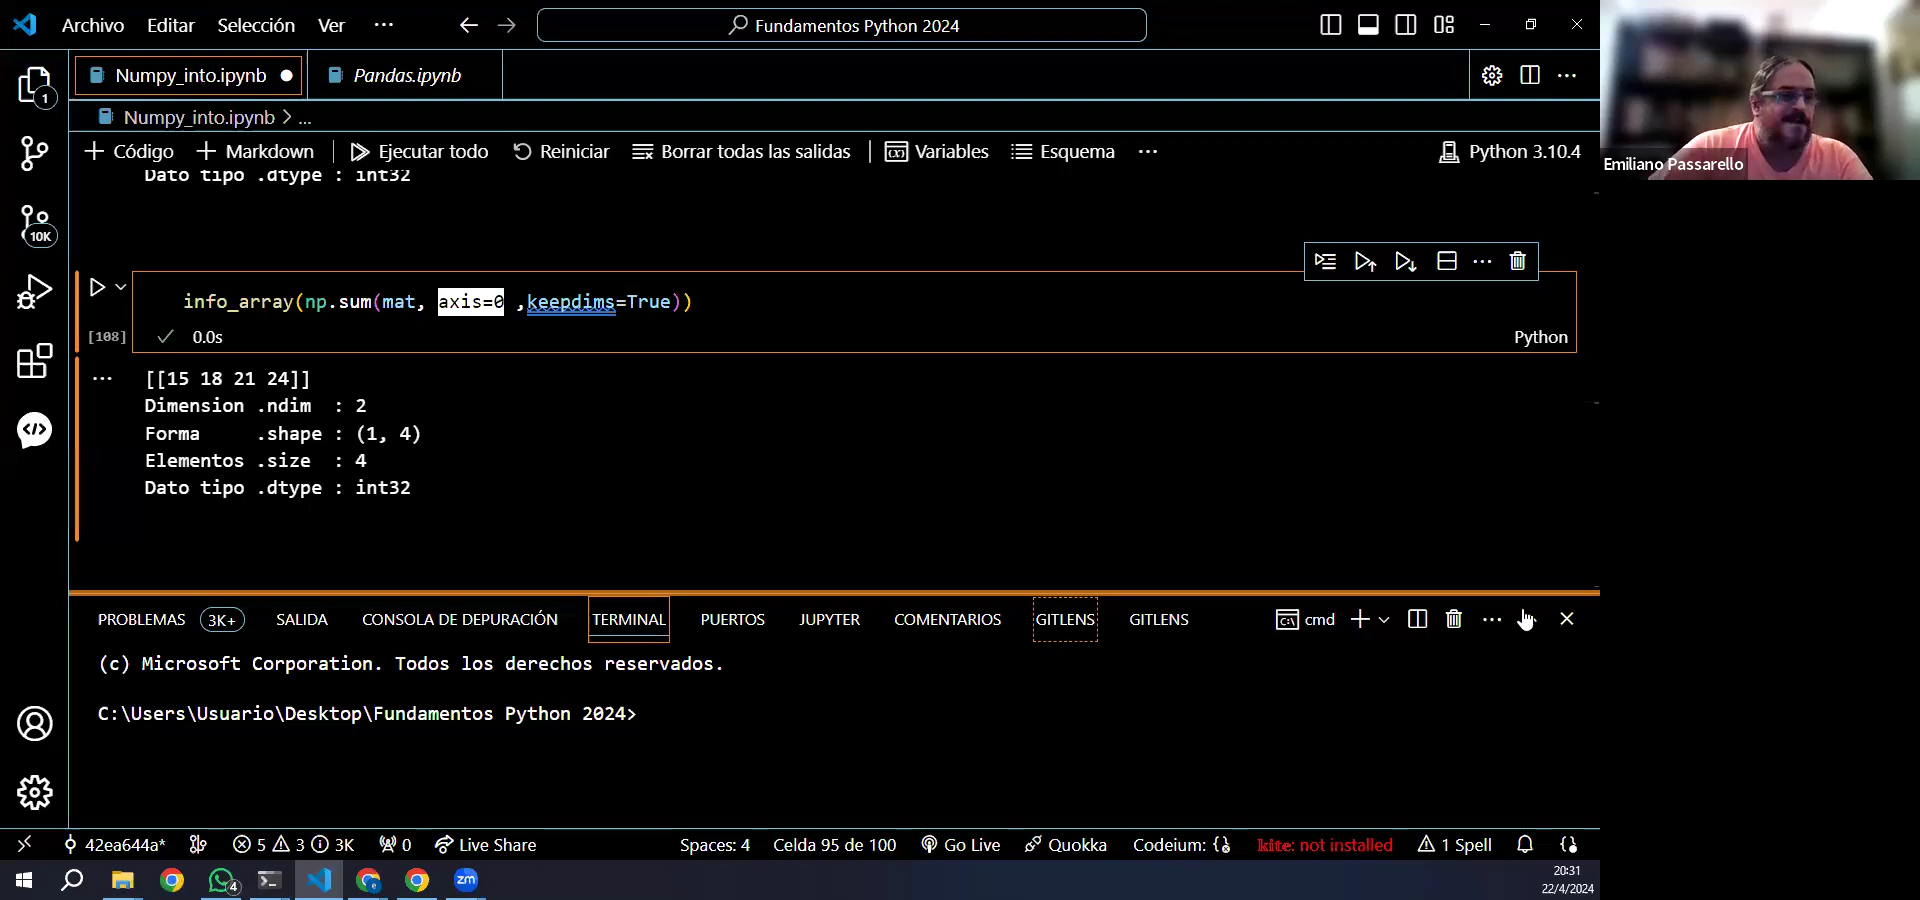 Archivo Editar Selección Ver ··· Fundamentos Python 2024
Numpy_into.ipynb Pandas.ipynb
1
Numpy_into.ipynb > ...
Código Markdown Ejecutar todo Reiniciar Borrar todas las salidas Variables Esquema ··· Python 3.10.4
Emiliano Passarello
Dato tipo .dtype : int32
10K
info_array(np.sum(mat, axis=0 ,keepdims=True))
[108] 0.0s Python
[[15 18 21 24]]
Dimension .ndim : 2
Forma .shape : (1, 4)
Elementos .size : 4
Dato tipo .dtype : int32
PROBLEMAS 3K+ SALIDA CONSOLA DE DEPURACIÓN TERMINAL PUERTOS JUPYTER COMENTARIOS GITLENS GITLENS cmd
(c) Microsoft Corporation. Todos los derechos reservados.
C:\Users\Usuario\Desktop\Fundamentos Python 2024>
42ea644a* 5 3 3K 0 Live Share Spaces: 4 Celda 95 de 100 Go Live Quokka Codeium: {} kite: not installed 1 Spell
4 zm 20:31
22/4/2024